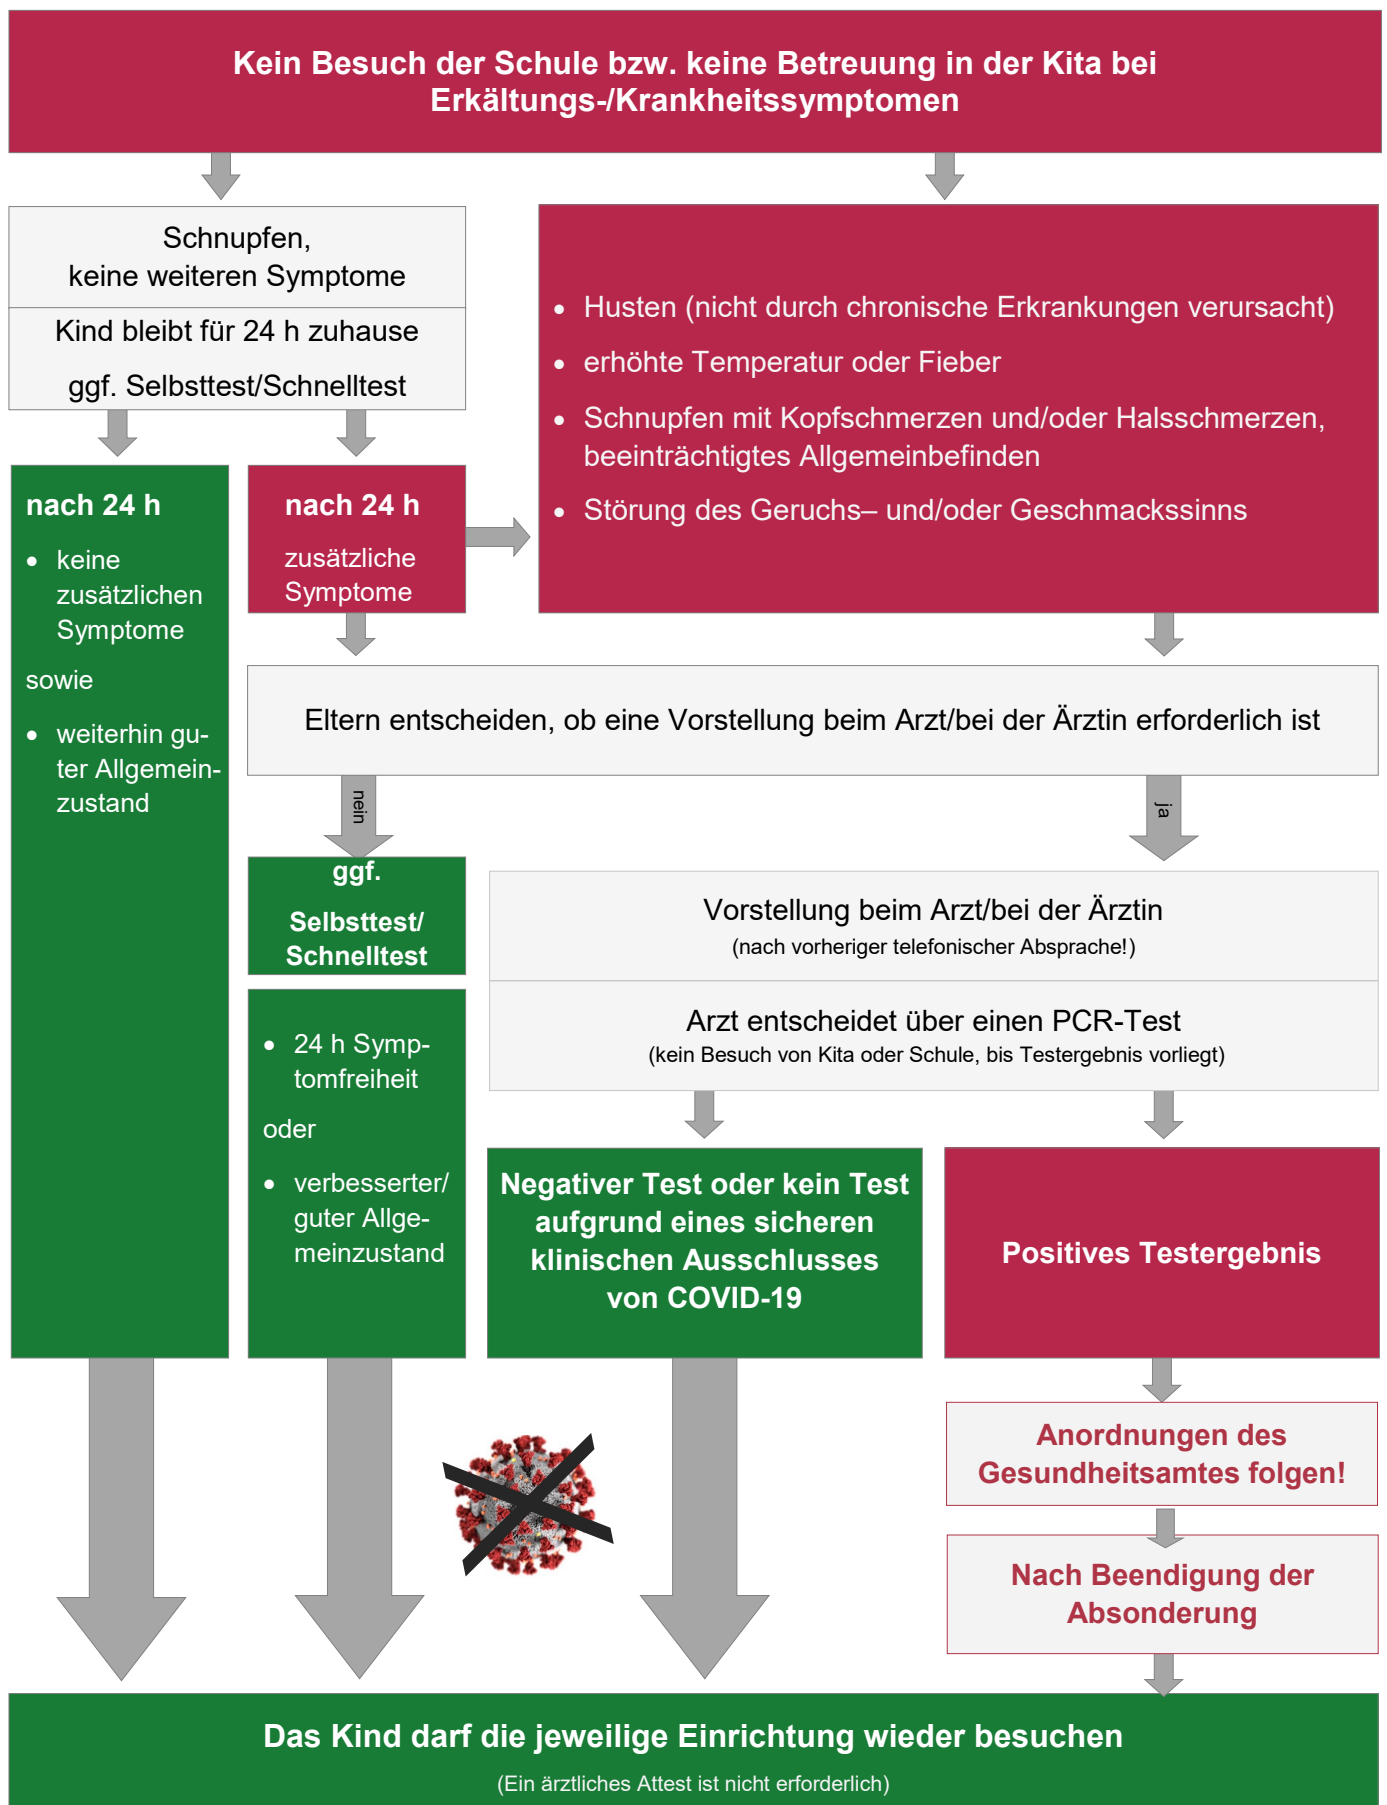 Kein Besuch der Schule bzw. keine Betreuung in der Kita bei
Erkältungs-/Krankheitssymptomen
Schnupfen,
keine weiteren Symptome
Kind bleibt für 24 h zuhause
ggf. Selbsttest/Schnelltest
• Husten (nicht durch chronische Erkrankungen verursacht)
• erhöhte Temperatur oder Fieber
• Schnupfen mit Kopfschmerzen und/oder Halsschmerzen,
beeinträchtigtes Allgemeinbefinden
• Störung des Geruchs– und/oder Geschmackssinns
nach 24 h
• keine
zusätzlichen
Symptome
sowie
• weiterhin gu-
ter Allgemein-
zustand
nach 24 h
zusätzliche
Symptome
Eltern entscheiden, ob eine Vorstellung beim Arzt/bei der Ärztin erforderlich ist
nein
ja
ggf.
Selbsttest/
Schnelltest
• 24 h Symp-
tomfreiheit
oder
• verbesserter/
guter Allge-
meinzustand
Vorstellung beim Arzt/bei der Ärztin
(nach vorheriger telefonischer Absprache!)
Arzt entscheidet über einen PCR-Test
(kein Besuch von Kita oder Schule, bis Testergebnis vorliegt)
Negativer Test oder kein Test
aufgrund eines sicheren
klinischen Ausschlusses
von COVID-19
Positives Testergebnis
Anordnungen des
Gesundheitsamtes folgen!
Nach Beendigung der
Absonderung
Das Kind darf die jeweilige Einrichtung wieder besuchen
(Ein ärztliches Attest ist nicht erforderlich)